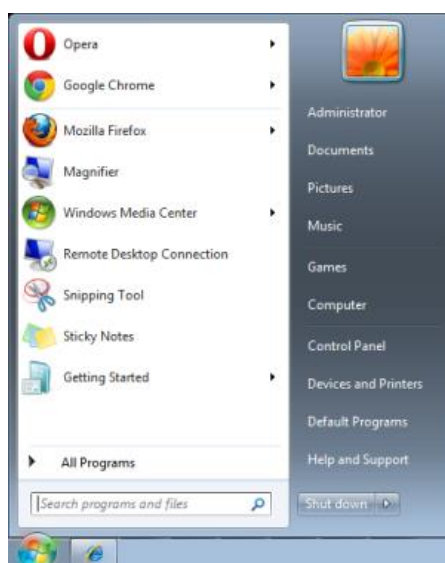 Opera
Google Chrome
Mozilla Firefox
Magnifier
Windows Media Center
Remote Desktop Connection
Snipping Tool
Sticky Notes
Getting Started
All Programs
Search programs and files
Administrator
Documents
Pictures
Music
Games
Computer
Control Panel
Devices and Printers
Default Programs
Help and Support
Shut down